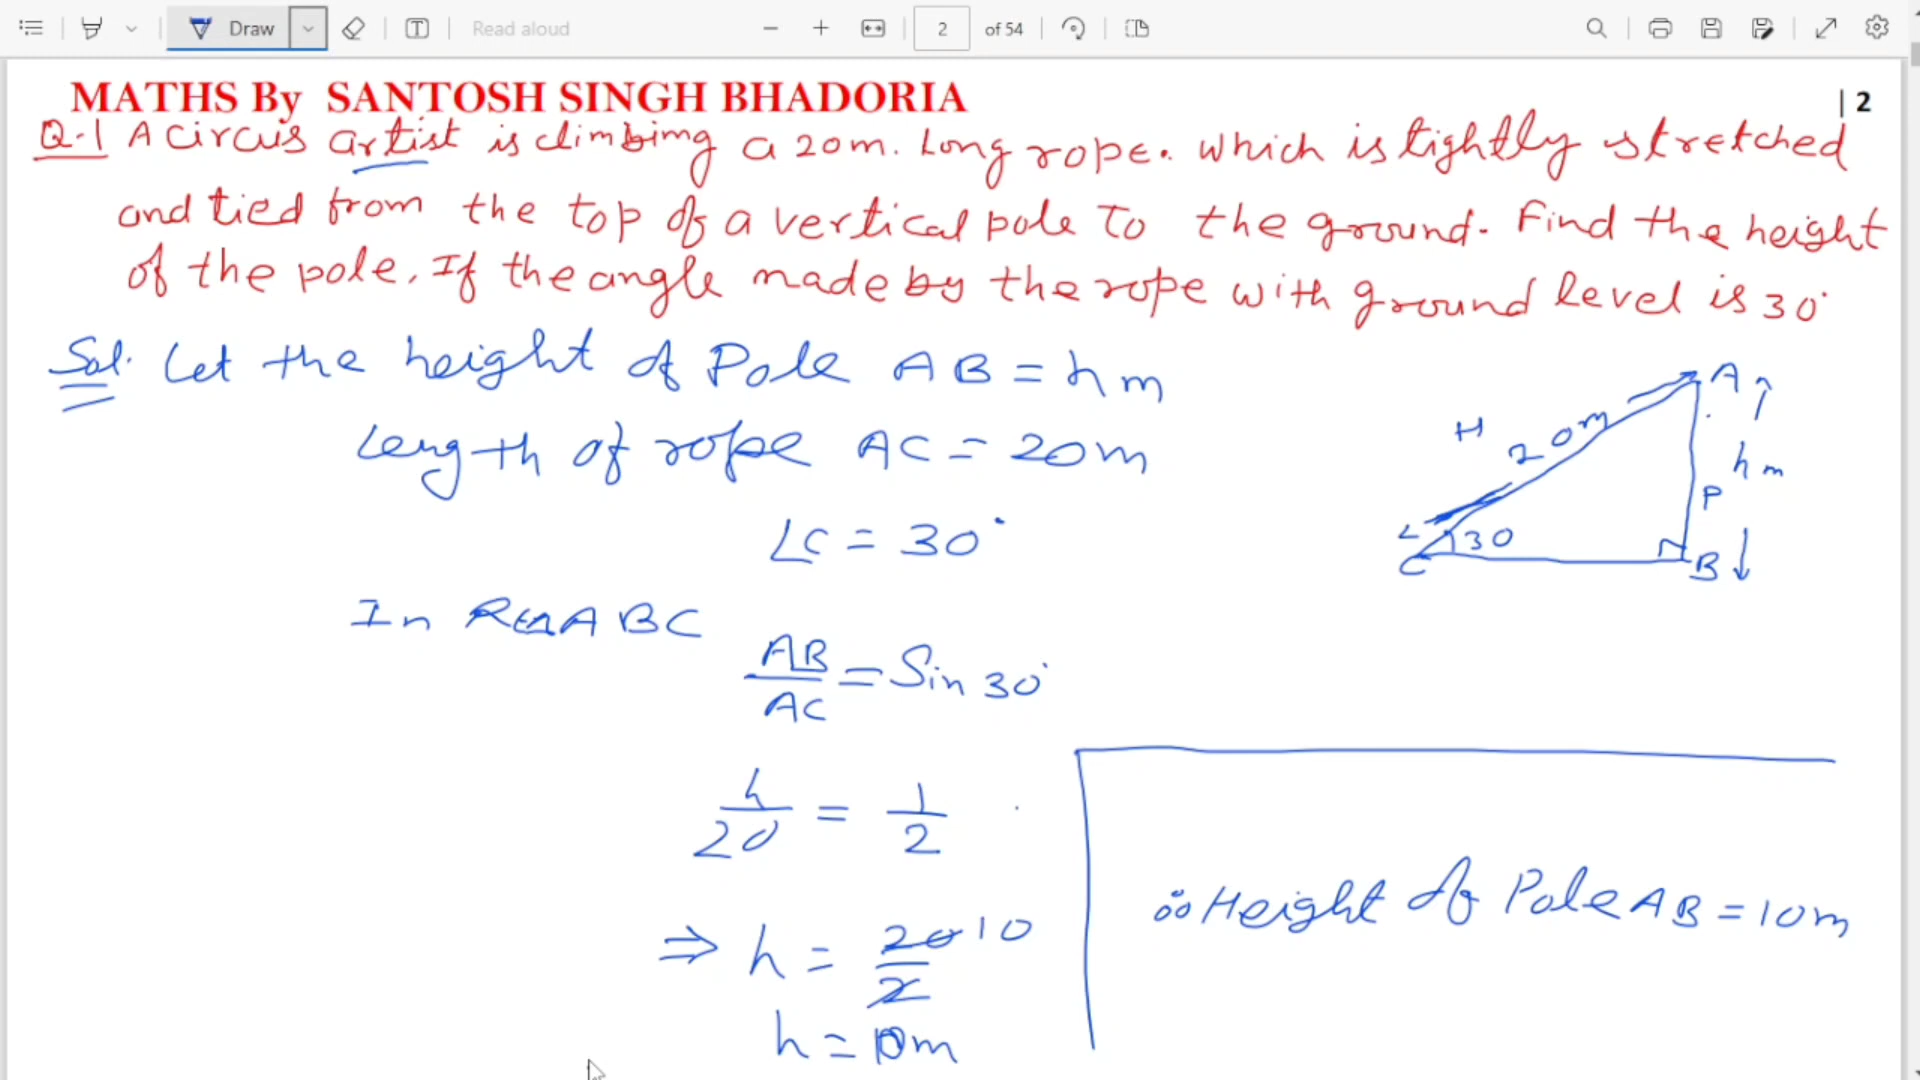 Draw
Read aloud
2 of 54
MATHS By SANTOSH SINGH BHADORIA
| 2
Q.1 A circus artist is climbing a 20m. Long rope. which is tightly stretched
and tied from the top of a vertical pole To the ground. Find the height
of the pole, If the angle made by the rope with ground level is 30°
Sol. Let the height of Pole AB = h m
Length of rope AC = 20m
∠C = 30°
In Rt∆ABC
AB/AC = Sin 30°
h/20 = 1/2
⇒ h = 20/2 10
h = 10m
A
H
20m
h m
P
30
C
B
∴ Height of Pole AB = 10m